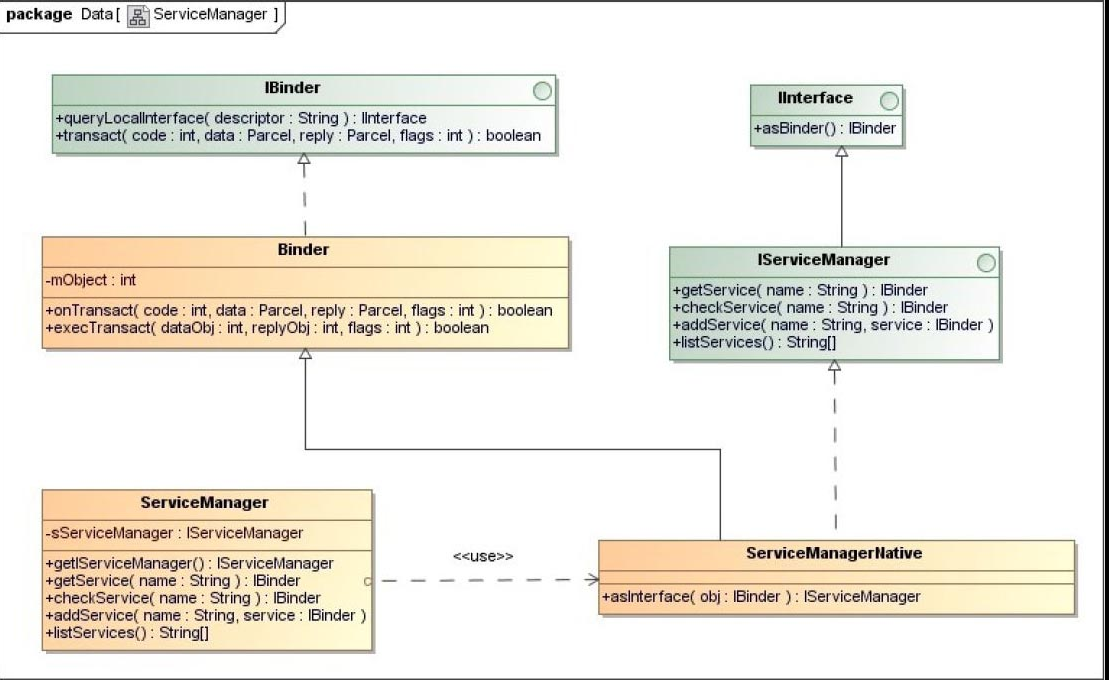 package Data[ ServiceManager ]
IBinder
+queryLocalInterface( descriptor : String ) : IInterface
+transact( code : int, data : Parcel, reply : Parcel, flags : int ) : boolean
IInterface
+asBinder() : IBinder
Binder
-mObject : int
+onTransact( code : int, data : Parcel, reply : Parcel, flags : int ) : boolean
+execTransact( dataObj : int, replyObj : int, flags : int ) : boolean
IServiceManager
+getService( name : String ) : IBinder
+checkService( name : String ) : IBinder
+addService( name : String, service : IBinder )
+listServices() : String[]
ServiceManager
-sServiceManager : IServiceManager
+getIServiceManager() : IServiceManager
+getService( name : String ) : IBinder
+checkService( name : String ) : IBinder
+addService( name : String, service : IBinder )
+listServices() : String[]
<<use>>
ServiceManagerNative
+asInterface( obj : IBinder ) : IServiceManager